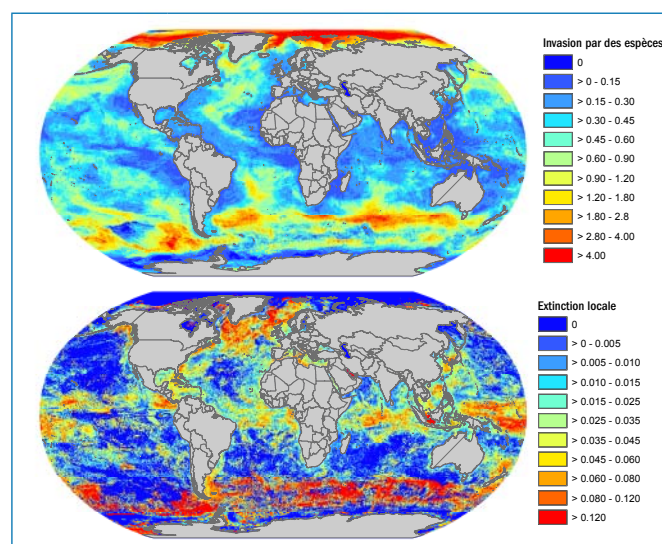 Invasion par des espèces
0
> 0 - 0.15
> 0.15 - 0.30
> 0.30 - 0.45
> 0.45 - 0.60
> 0.60 - 0.90
> 0.90 - 1.20
> 1.20 - 1.80
> 1.80 - 2.8
> 2.80 - 4.00
> 4.00
Extinction locale
0
> 0 - 0.005
> 0.005 - 0.010
> 0.010 - 0.015
> 0.015 - 0.025
> 0.025 - 0.035
> 0.035 - 0.045
> 0.045 - 0.060
> 0.060 - 0.080
> 0.080 - 0.120
> 0.120